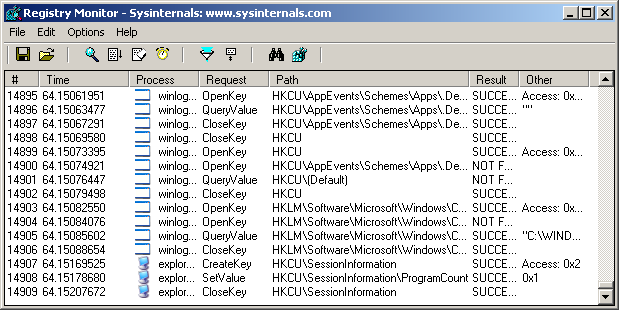 Registry Monitor - Sysinternals: www.sysinternals.com
File Edit Options Help
# Time Process Request Path Result Other
14895 64.15061951 winlog... OpenKey HKCU\AppEvents\Schemes\Apps\.De... SUCCE... Access: 0x...
14896 64.15063477 winlog... QueryValue HKCU\AppEvents\Schemes\Apps\.De... SUCCE... ""
14897 64.15067291 winlog... CloseKey HKCU\AppEvents\Schemes\Apps\.De... SUCCE...
14898 64.15069580 winlog... CloseKey HKCU SUCCE...
14899 64.15073395 winlog... OpenKey HKCU SUCCE... Access: 0x...
14900 64.15074921 winlog... OpenKey HKCU\AppEvents\Schemes\Apps\.De... NOT F...
14901 64.15076447 winlog... QueryValue HKCU\(Default) NOT F...
14902 64.15079498 winlog... CloseKey HKCU SUCCE...
14903 64.15082550 winlog... OpenKey HKLM\Software\Microsoft\Windows\C... SUCCE... Access: 0x...
14904 64.15084076 winlog... OpenKey HKLM\Software\Microsoft\Windows\C... NOT F...
14905 64.15085602 winlog... QueryValue HKLM\Software\Microsoft\Windows\C... SUCCE... "C:\WIND...
14906 64.15088654 winlog... CloseKey HKLM\Software\Microsoft\Windows\C... SUCCE...
14907 64.15169525 explor... CreateKey HKCU\SessionInformation SUCCE... Access: 0x2
14908 64.15178680 explor... SetValue HKCU\SessionInformation\ProgramCount SUCCE... 0x1
14909 64.15207672 explor... CloseKey HKCU\SessionInformation SUCCE...